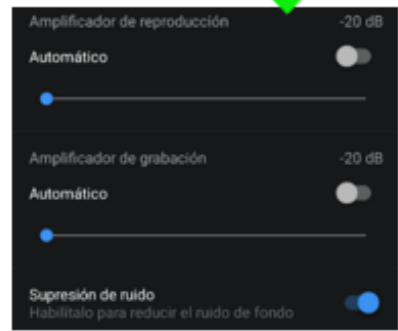 Amplificador de reproducción -20 dB
Automático
Amplificador de grabación -20 dB
Automático
Supresión de ruido
Habilítalo para reducir el ruido de fondo